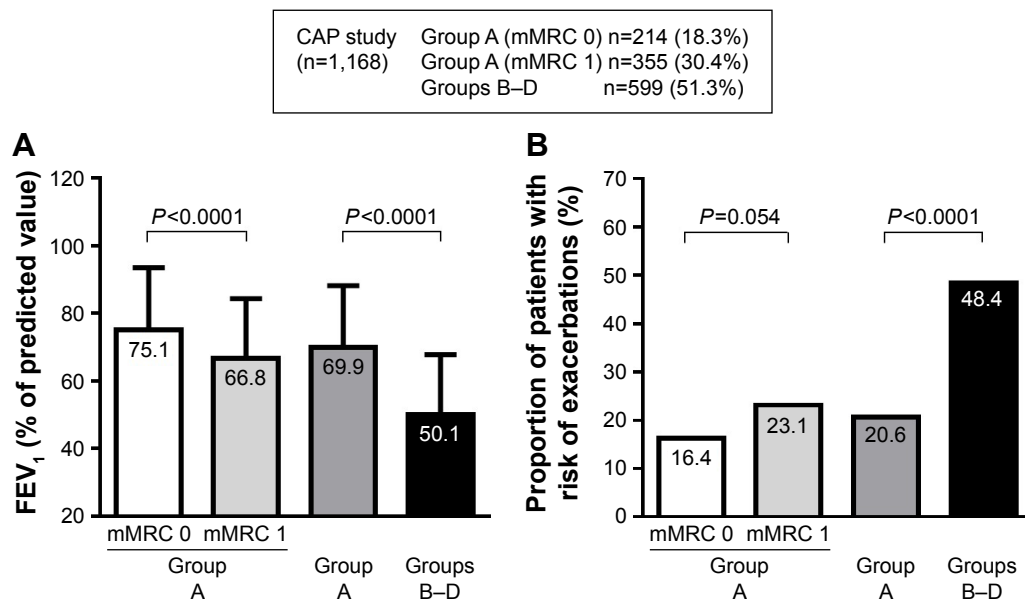 CAP study Group A (mMRC 0) n=214 (18.3%)
(n=1,168) Group A (mMRC 1) n=355 (30.4%)
Groups B–D n=599 (51.3%)
A
FEV₁ (% of predicted value)
120
100
80
60
40
20
P<0.0001
P<0.0001
75.1
66.8
69.9
50.1
mMRC 0 mMRC 1
Group
A
Group
A
Groups
B–D
B
Proportion of patients with
risk of exacerbations (%)
70
60
50
40
30
20
10
0
P=0.054
P<0.0001
16.4
23.1
20.6
48.4
mMRC 0 mMRC 1
Group
A
Group
A
Groups
B–D